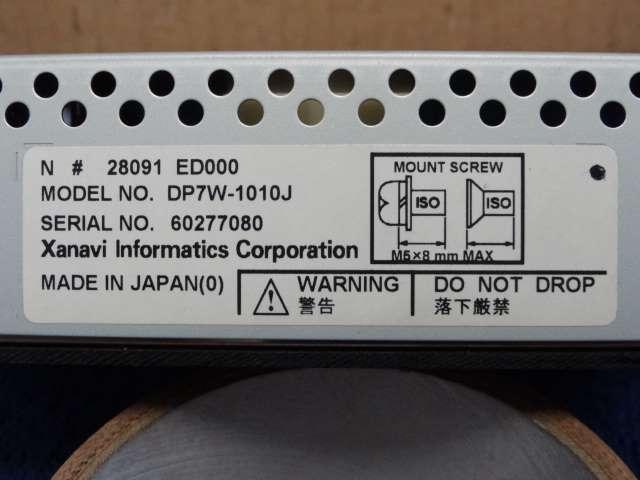 N # 28091 ED000
MODEL NO. DP7W-1010J
SERIAL NO. 60277080
Xanavi Informatics Corporation
MADE IN JAPAN(0)
MOUNT SCREW
ISO ISO
M5×8 mm MAX
WARNING
警告
DO NOT DROP
落下厳禁